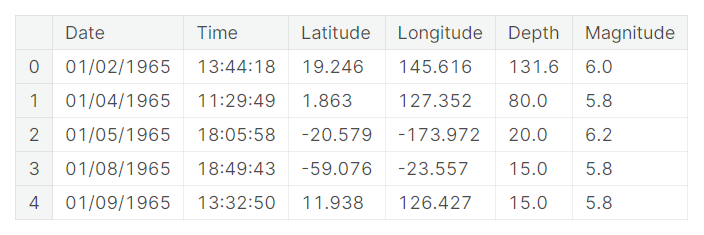 Date Time Latitude Longitude Depth Magnitude
0 01/02/1965 13:44:18 19.246 145.616 131.6 6.0
1 01/04/1965 11:29:49 1.863 127.352 80.0 5.8
2 01/05/1965 18:05:58 -20.579 -173.972 20.0 6.2
3 01/08/1965 18:49:43 -59.076 -23.557 15.0 5.8
4 01/09/1965 13:32:50 11.938 126.427 15.0 5.8